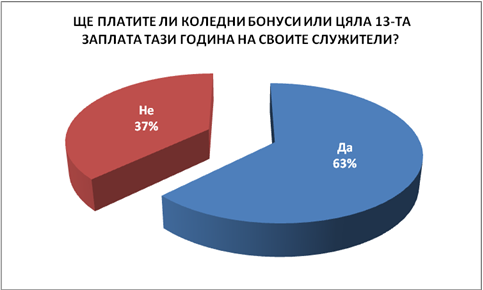 ЩЕ ПЛАТИТЕ ЛИ КОЛЕДНИ БОНУСИ ИЛИ ЦЯЛА 13-ТА
ЗАПЛАТА ТАЗИ ГОДИНА НА СВОИТЕ СЛУЖИТЕЛИ?
Не
37%
Да
63%